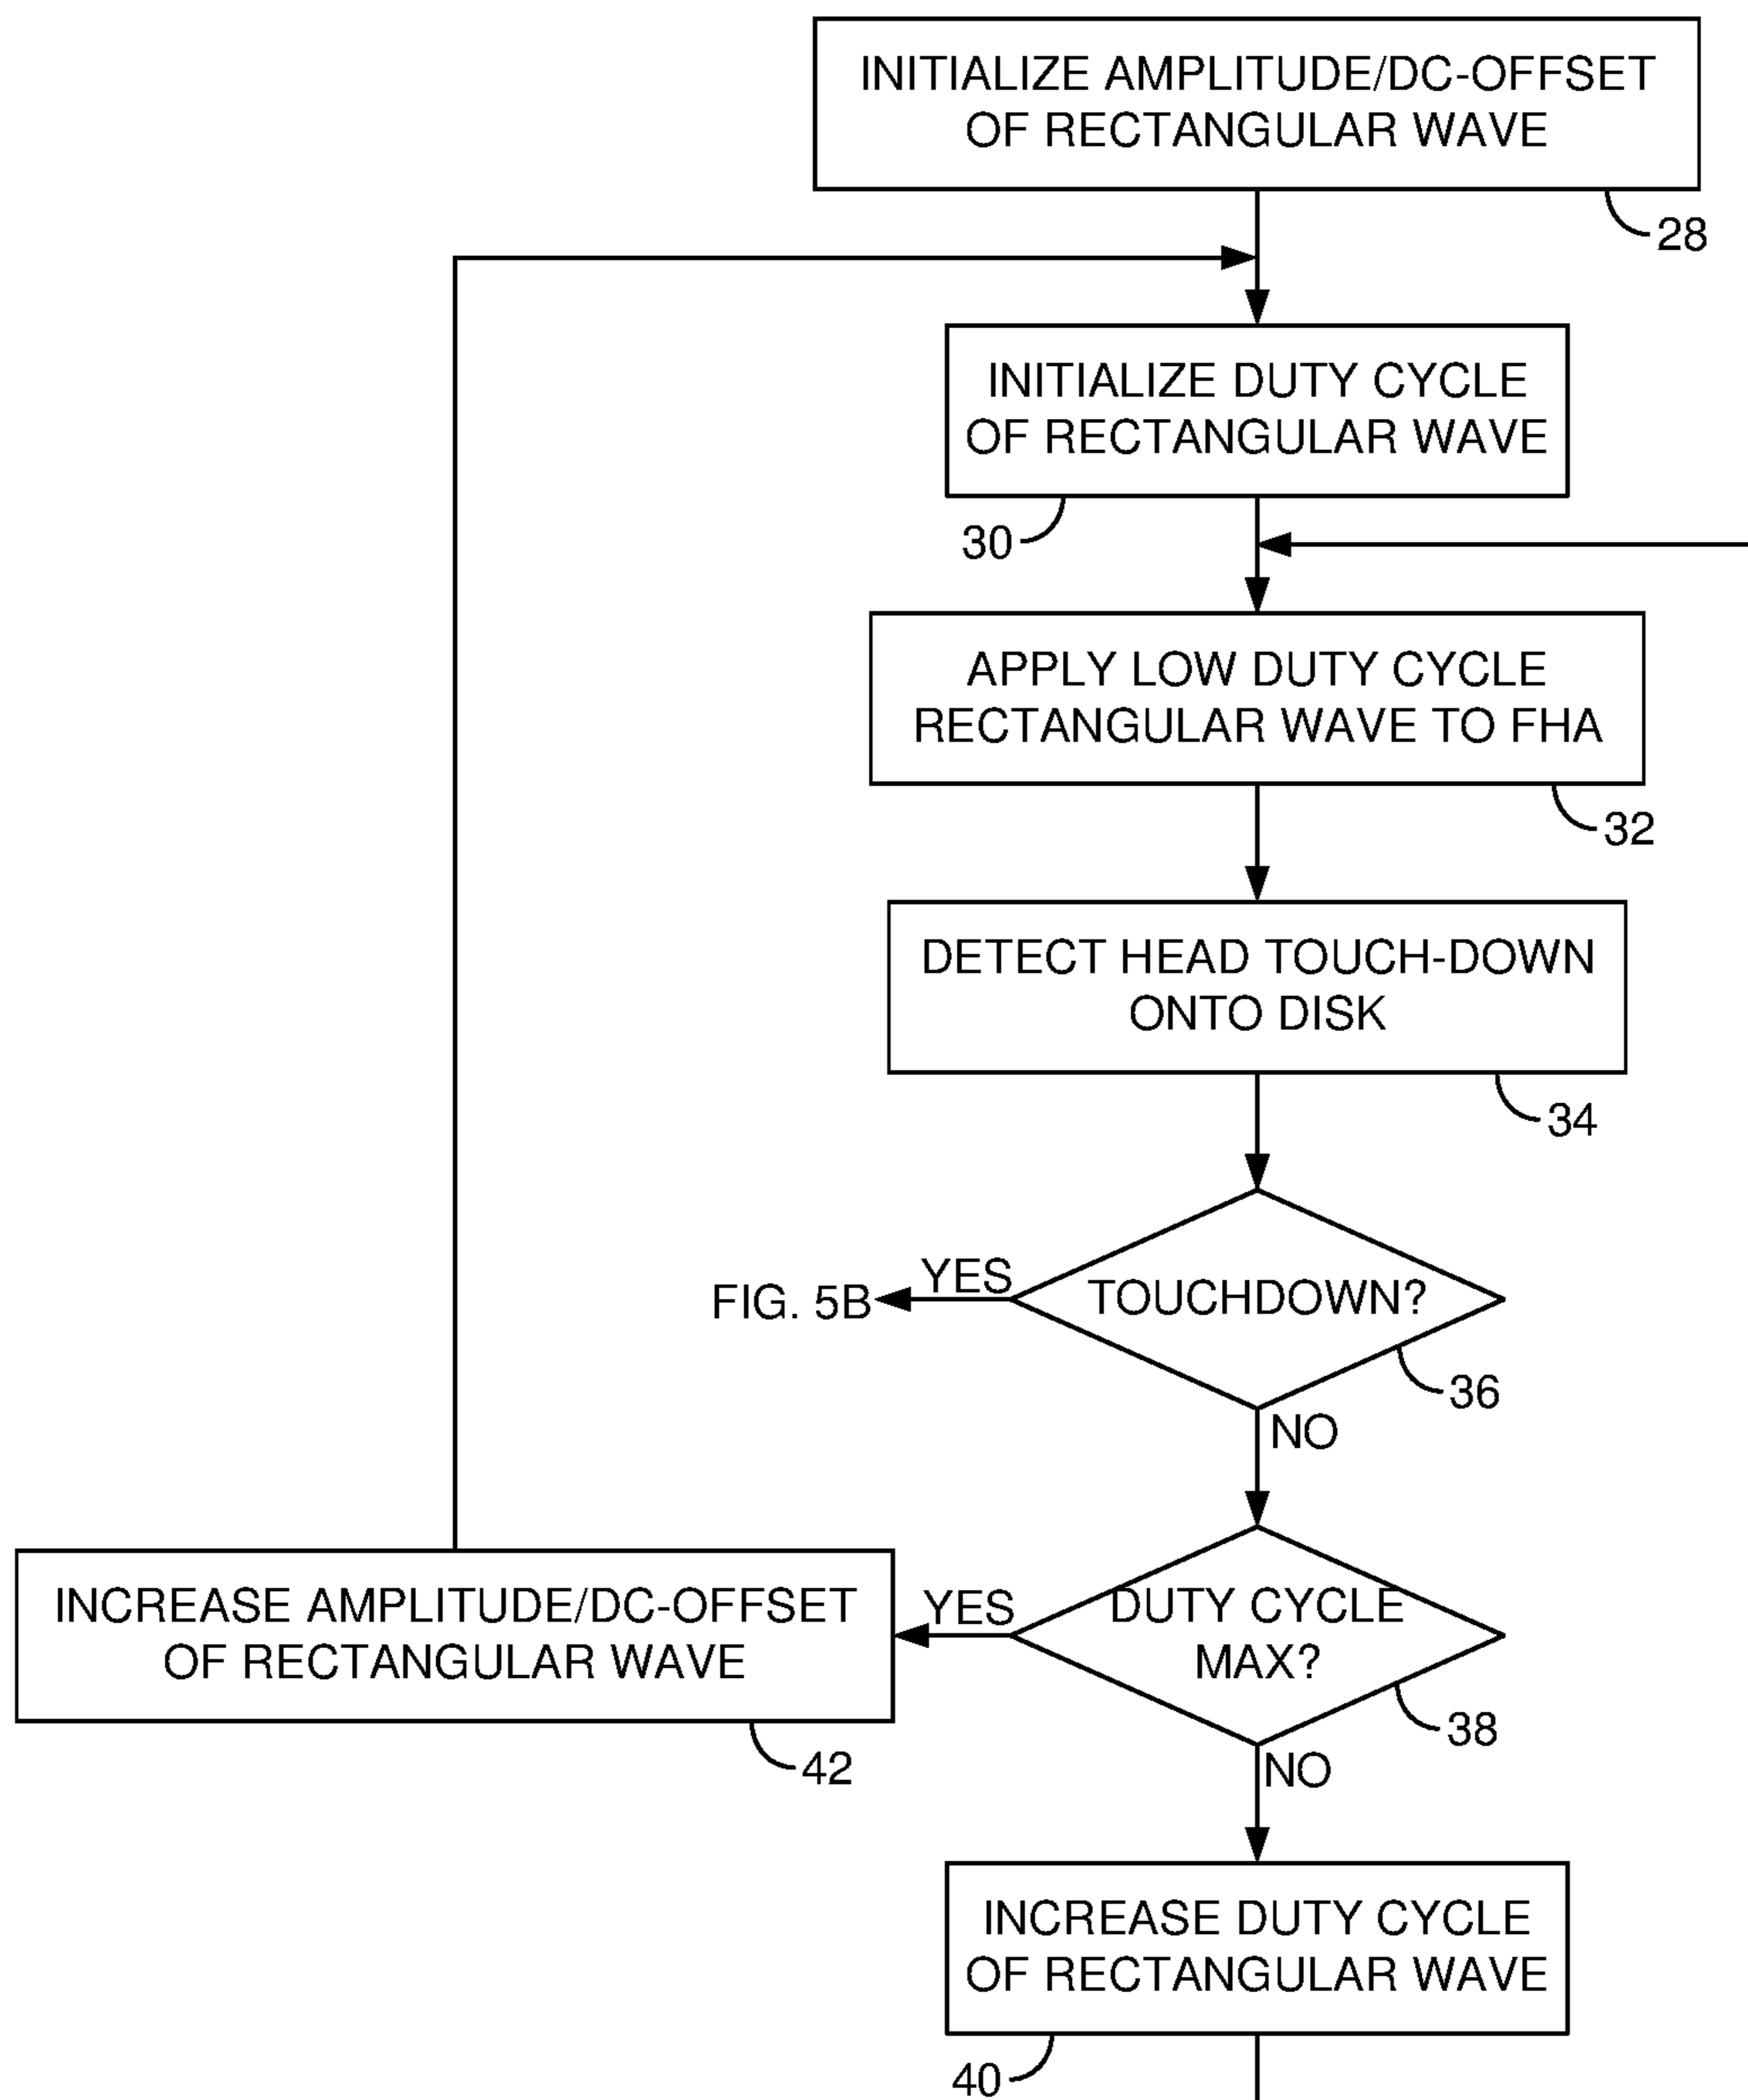 INITIALIZE AMPLITUDE/DC-OFFSET
OF RECTANGULAR WAVE
28
INITIALIZE DUTY CYCLE
OF RECTANGULAR WAVE
30
APPLY LOW DUTY CYCLE
RECTANGULAR WAVE TO FHA
32
DETECT HEAD TOUCH-DOWN
ONTO DISK
34
FIG. 5B
YES
TOUCHDOWN?
36
NO
INCREASE AMPLITUDE/DC-OFFSET
OF RECTANGULAR WAVE
42
YES
DUTY CYCLE
MAX?
38
NO
INCREASE DUTY CYCLE
OF RECTANGULAR WAVE
40